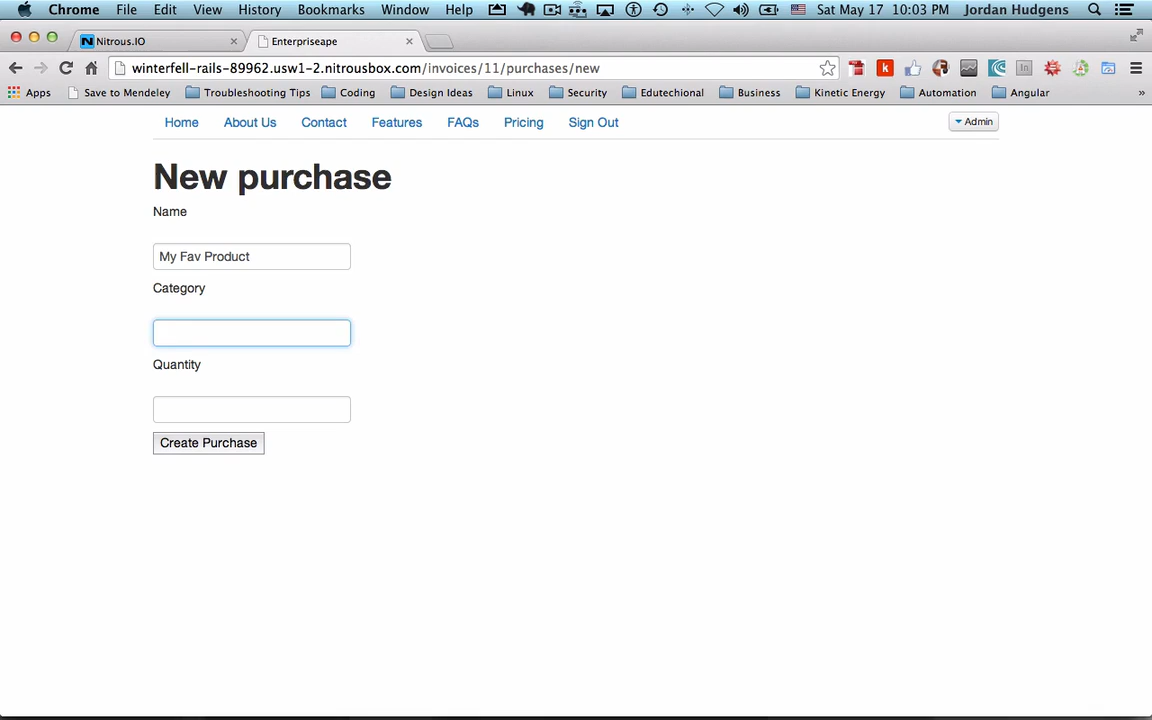 Chrome File Edit View History Bookmarks Window Help Sat May 17 10:03 PM Jordan Hudgens
Nitrous.IO Enterpriseape
winterfell-rails-89962.usw1-2.nitrousbox.com/invoices/11/purchases/new
Apps Save to Mendeley Troubleshooting Tips Coding Design Ideas Linux Security Edutechional Business Kinetic Energy Automation Angular »
Home About Us Contact Features FAQs Pricing Sign Out Admin
New purchase
Name
My Fav Product
Category
Quantity
Create Purchase